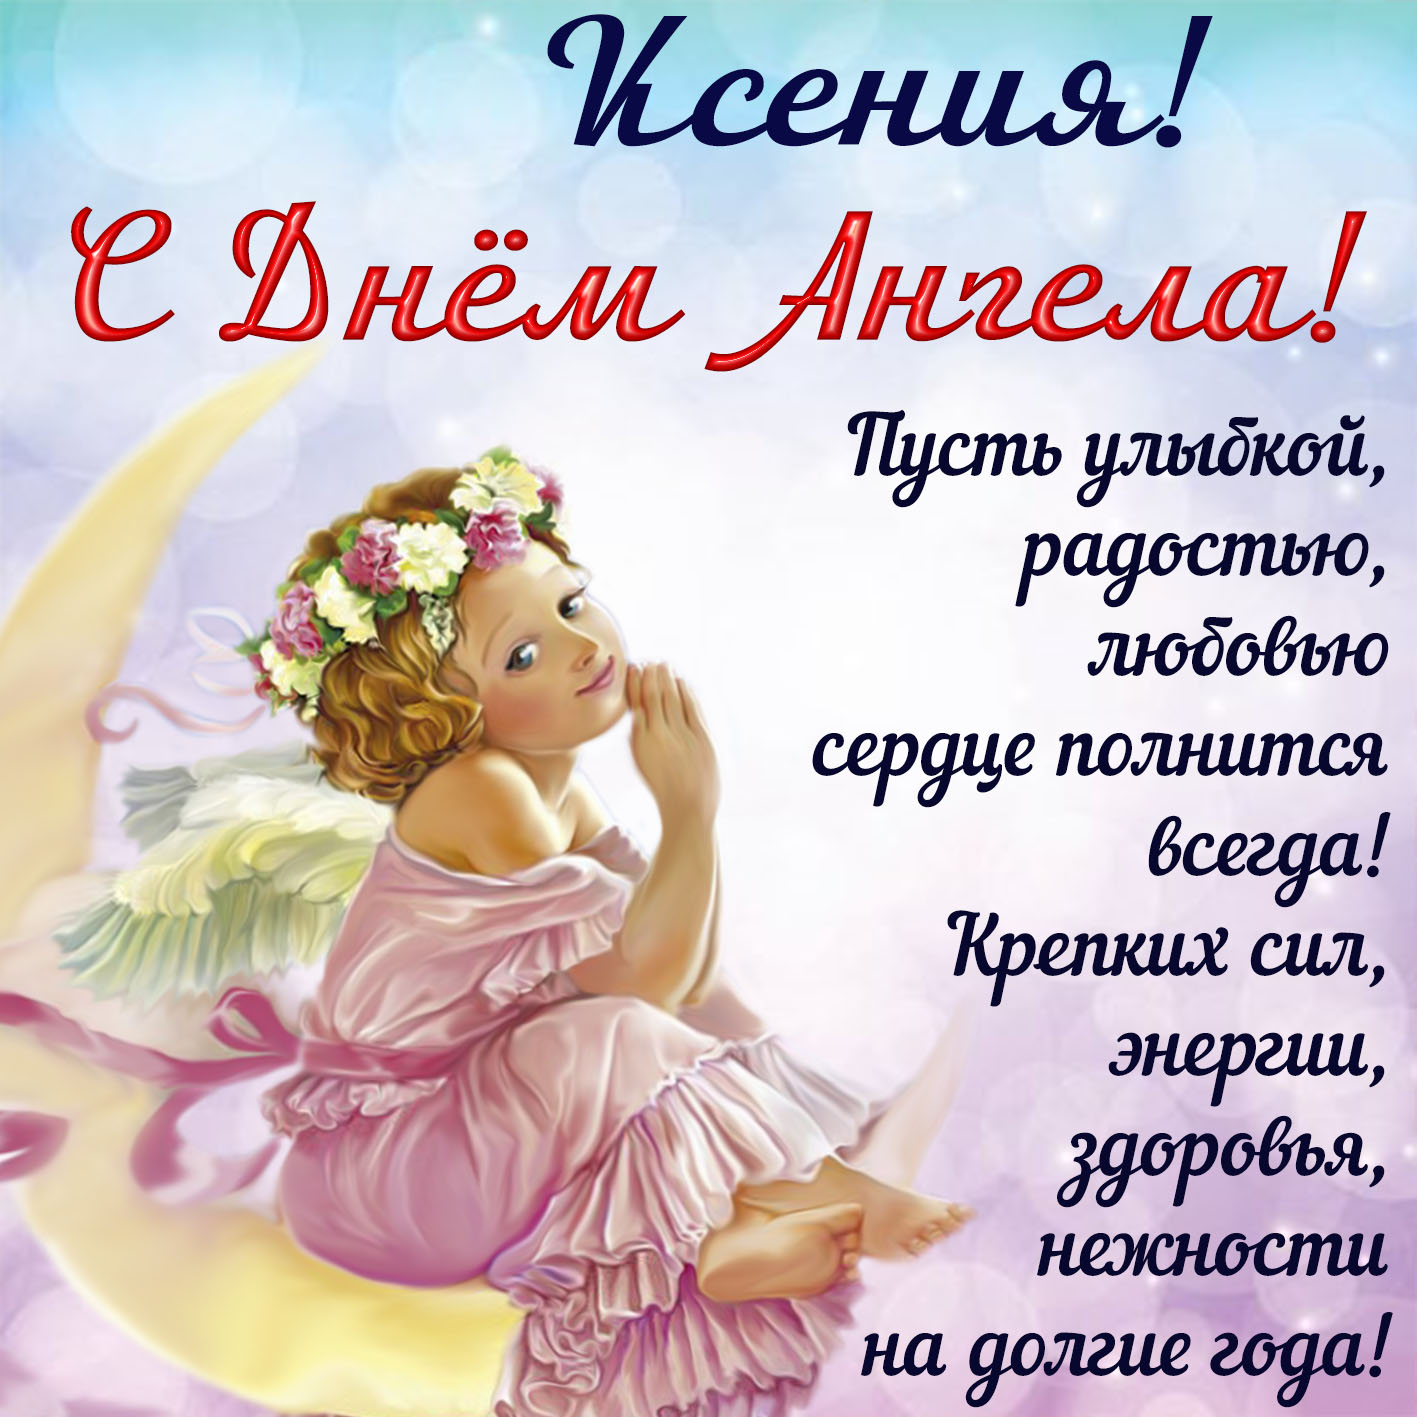 Ксения!
С Днём Ангела!
Пусть улыбкой,
радостью,
любовью
сердце полнится
всегда!
Крепких сил,
энергии,
здоровья,
нежности
на долгие года!